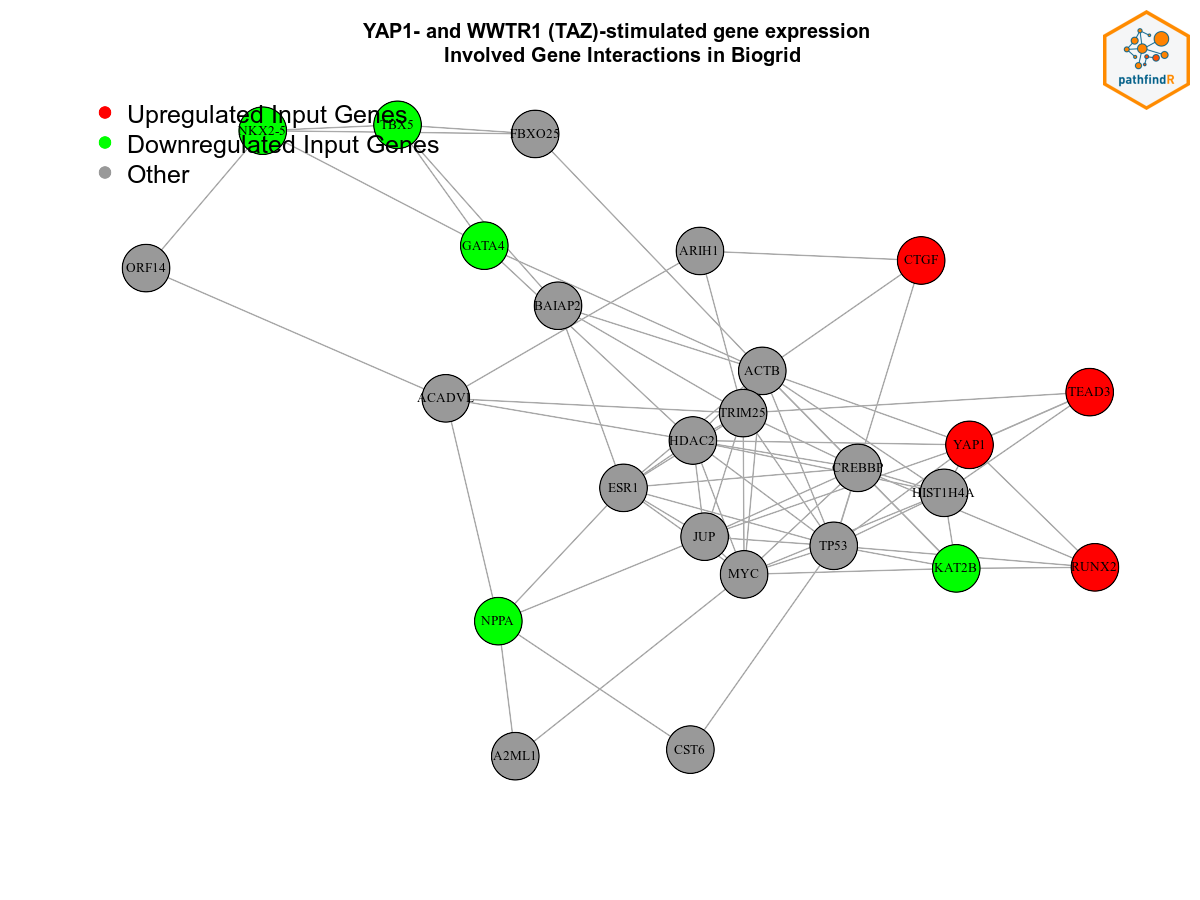 YAP1- and WWTR1 (TAZ)-stimulated gene expression
Involved Gene Interactions in Biogrid
pathfindR
Upregulated Input Genes
Downregulated Input Genes
Other
NKX2-5
TBX5
FBXO25
GATA4
ARIH1
CTGF
ORF14
BAIAP2
ACTB
TEAD3
ACADVL
TRIM25
HDAC2
YAP1
CREBBP
ESR1
HIST1H4A
JUP
TP53
MYC
KAT2B
RUNX2
NPPA
A2ML1
CST6